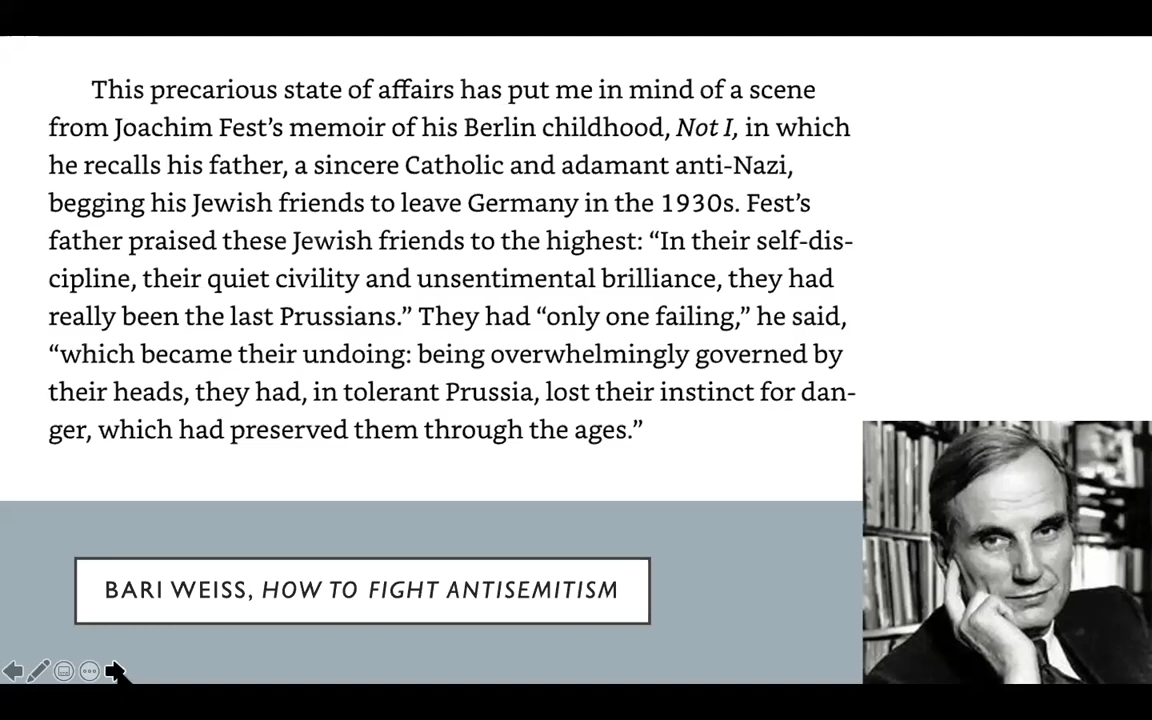 This precarious state of affairs has put me in mind of a scene
from Joachim Fest’s memoir of his Berlin childhood, Not I, in which
he recalls his father, a sincere Catholic and adamant anti-Nazi,
begging his Jewish friends to leave Germany in the 1930s. Fest’s
father praised these Jewish friends to the highest: “In their self-dis-
cipline, their quiet civility and unsentimental brilliance, they had
really been the last Prussians.” They had “only one failing,” he said,
“which became their undoing: being overwhelmingly governed by
their heads, they had, in tolerant Prussia, lost their instinct for dan-
ger, which had preserved them through the ages.”
BARI WEISS, HOW TO FIGHT ANTISEMITISM